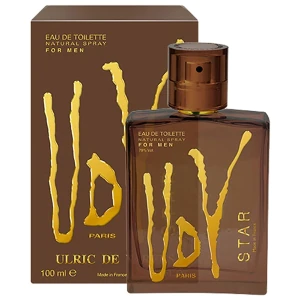 EAU DE TOILETTE
NATURAL SPRAY
FOR MEN
UDV
PARIS
ULRIC DE
100 ml e
Made in France
EAU DE TOILETTE
NATURAL SPRAY
FOR MEN
UDV
STAR
PARIS